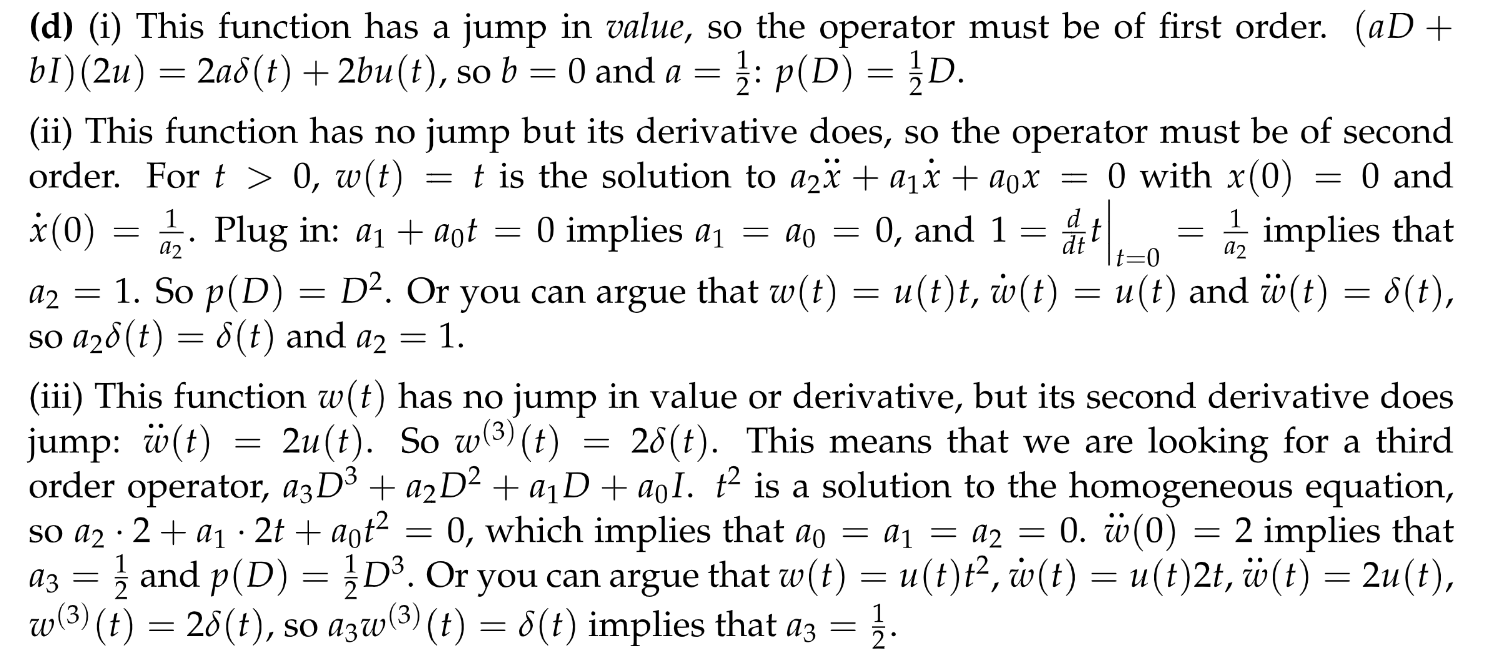 (d) (i) This function has a jump in value, so the operator must be of first order. (aD +
bI)(2u) = 2aδ(t) + 2bu(t), so b = 0 and a = 1/2: p(D) = 1/2 D.
(ii) This function has no jump but its derivative does, so the operator must be of second
order. For t > 0, w(t) = t is the solution to a₂ẍ + a₁ẋ + a₀x = 0 with x(0) = 0 and
ẋ(0) = 1/a₂. Plug in: a₁ + a₀t = 0 implies a₁ = a₀ = 0, and 1 = d/dt t|ₜ₌₀ = 1/a₂ implies that
a₂ = 1. So p(D) = D². Or you can argue that w(t) = u(t)t, ẇ(t) = u(t) and ẅ(t) = δ(t),
so a₂δ(t) = δ(t) and a₂ = 1.
(iii) This function w(t) has no jump in value or derivative, but its second derivative does
jump: ẅ(t) = 2u(t). So w⁽³⁾(t) = 2δ(t). This means that we are looking for a third
order operator, a₃D³ + a₂D² + a₁D + a₀I. t² is a solution to the homogeneous equation,
so a₂ · 2 + a₁ · 2t + a₀t² = 0, which implies that a₀ = a₁ = a₂ = 0. ẅ(0) = 2 implies that
a₃ = 1/2 and p(D) = 1/2 D³. Or you can argue that w(t) = u(t)t², ẇ(t) = u(t)2t, ẅ(t) = 2u(t),
w⁽³⁾(t) = 2δ(t), so a₃w⁽³⁾(t) = δ(t) implies that a₃ = 1/2.